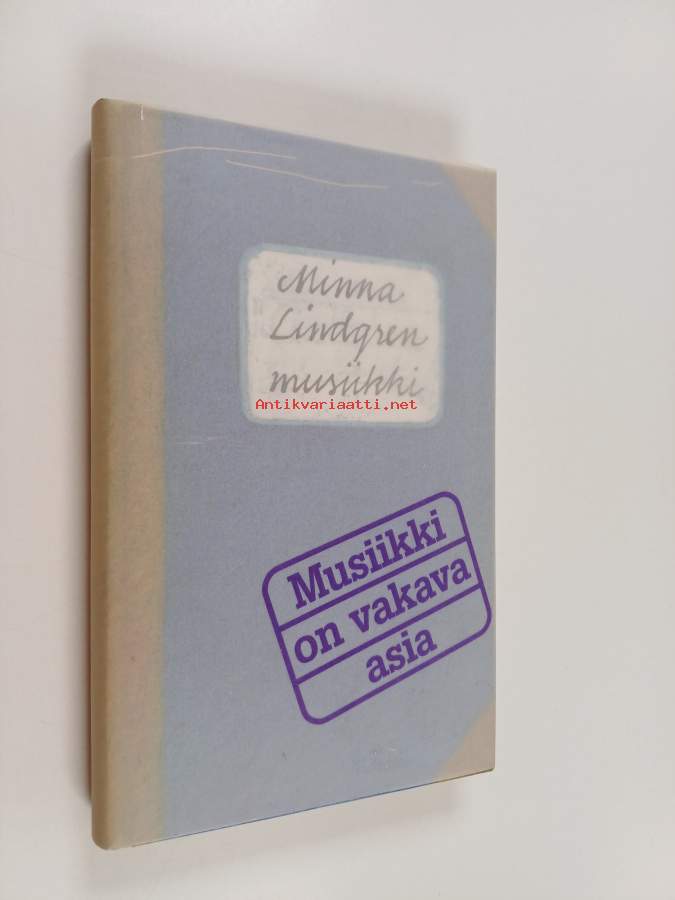 Minna
Lindgren
musiikki
Antikvariaatti.net
Musiikki
on vakava
asia